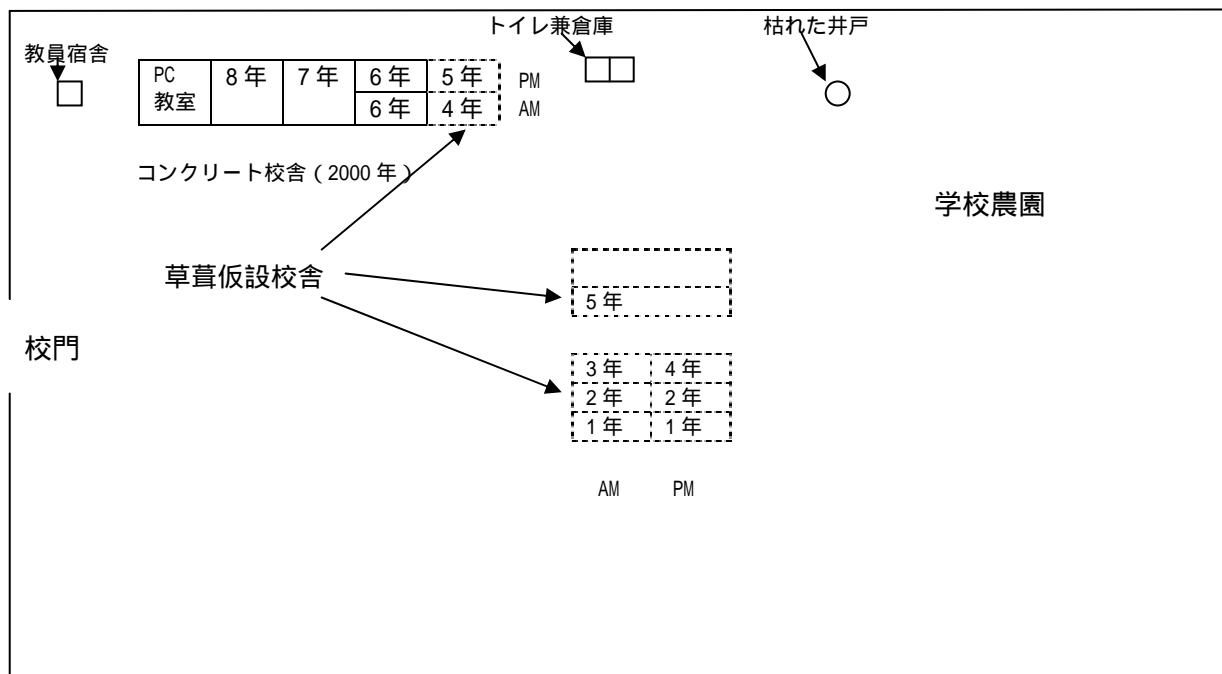 トイレ兼倉庫
枯れた井戸
教員宿舎
PC 8年 7年 6年 5年 PM
教室 6年 4年 AM
コンクリート校舎(2000年)
学校農園
草葺仮設校舎
5年
校門
3年 4年
2年 2年
1年 1年
AM PM